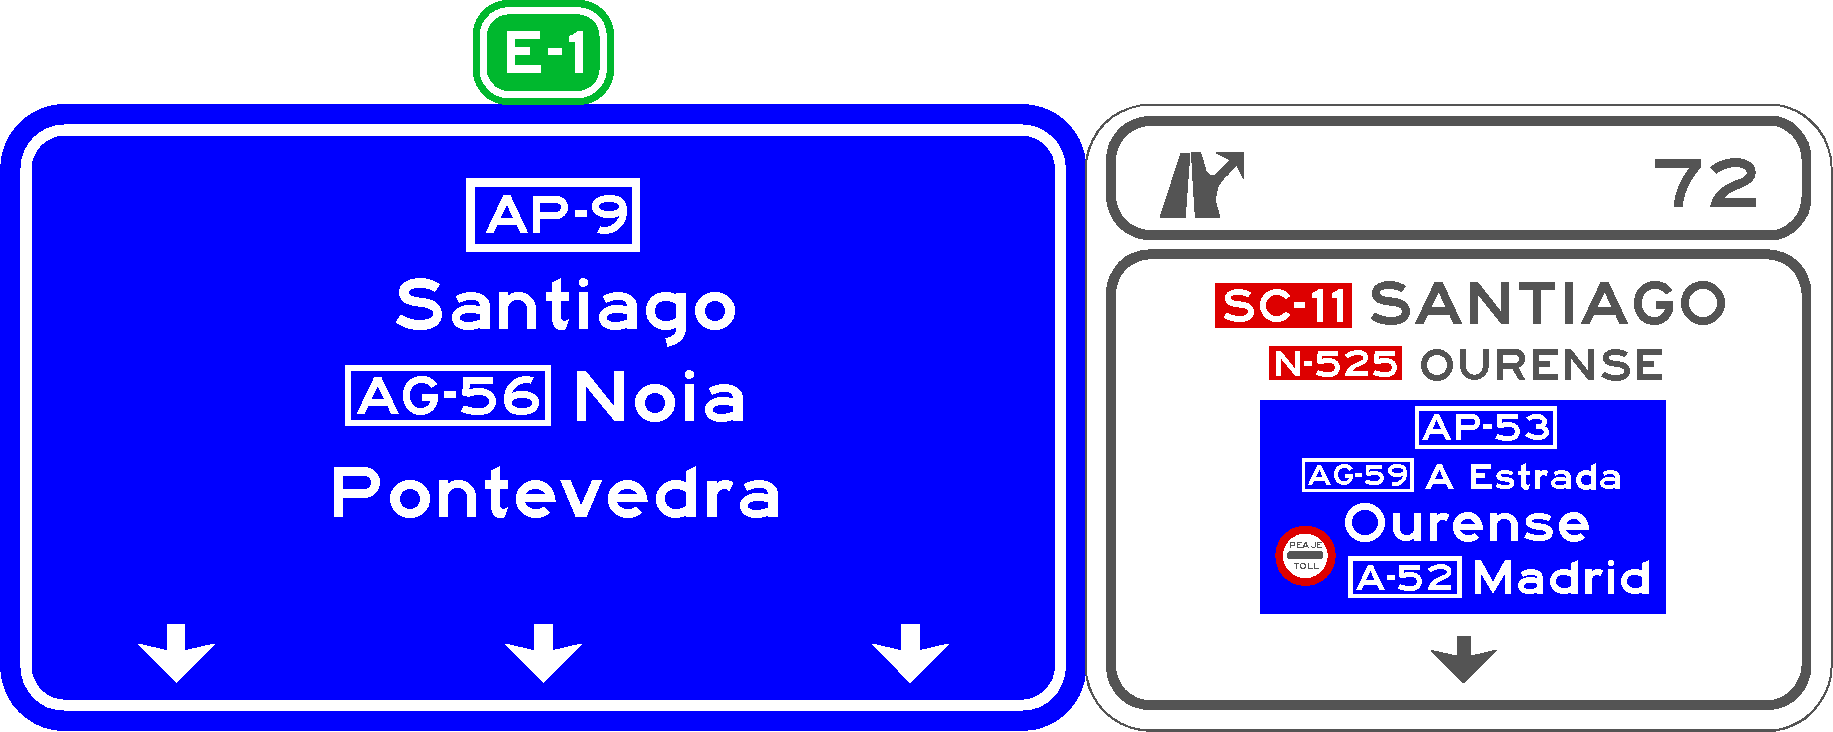 E-1
AP-9
Santiago
AG-56 Noia
Pontevedra
72
SC-11 SANTIAGO
N-525 OURENSE
AP-53
AG-59 A Estrada
Ourense
PEAJE
TOLL
A-52 Madrid